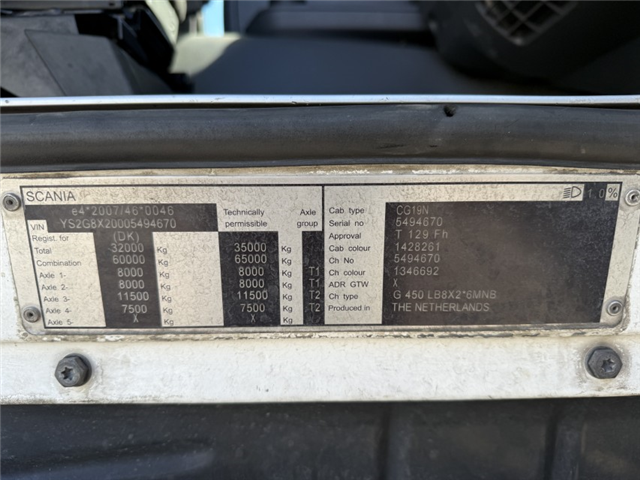 SCANIA 1.0%
e4*2007/46*0046 Technically permissible Axle group Cab type CG19N
VIN YS2G8X20005494670 Serial no 5494670
Regist. for (DK) Approval T 129 Fh
Total 32000 Kg 35000 Kg Cab colour 1428261
Combination 60000 Kg 65000 Kg Ch no 5494670
Axle 1- 8000 Kg 8000 Kg T1 Ch colour 1346692
Axle 2- 8000 Kg 8000 Kg T1 ADR GTW X
Axle 3- 11500 Kg 11500 Kg T2 Ch type G 450 LB8X2*6MNB
Axle 4- 7500 Kg 7500 Kg T2 Produced in THE NETHERLANDS
Axle 5- X Kg X Kg